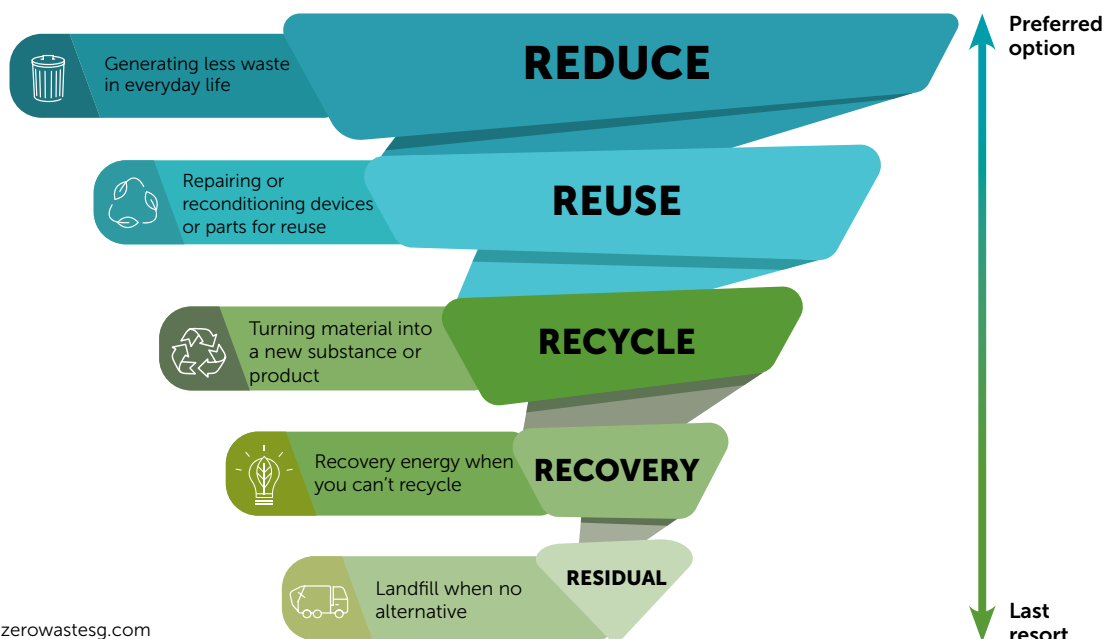 Preferred
option
Generating less waste
in everyday life
REDUCE
Repairing or
reconditioning devices
or parts for reuse
REUSE
Turning material into
a new substance or
product
RECYCLE
Recovery energy when
you can’t recycle
RECOVERY
Landfill when no
alternative
RESIDUAL
Last
resort
zerowastesg.com